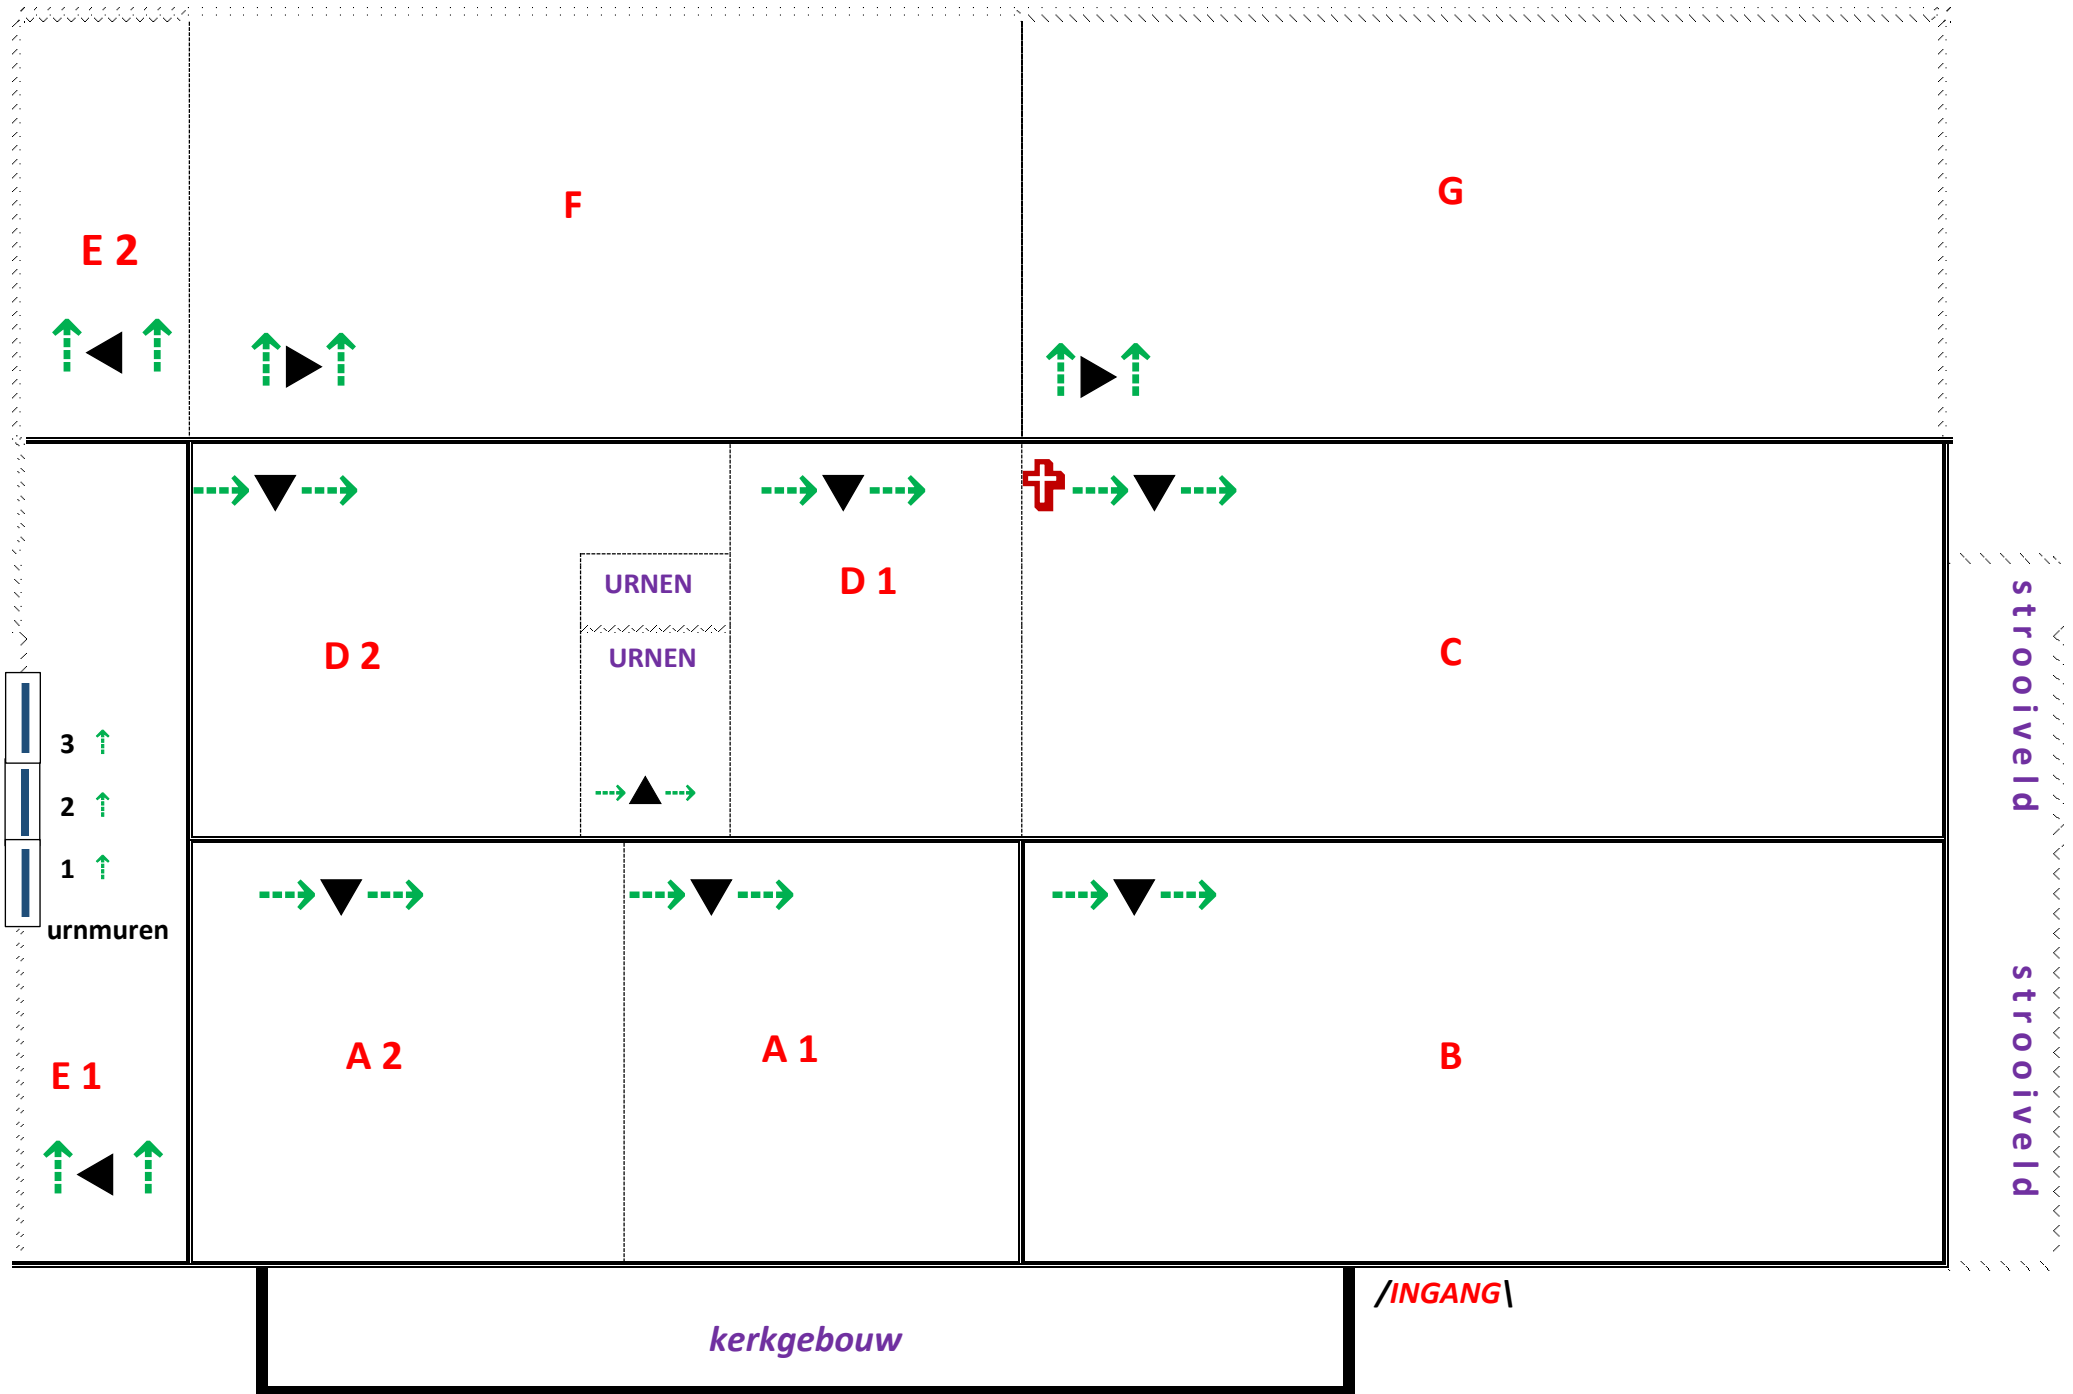 F
G
E 2
URNEN
D 1
URNEN
D 2
C
strooiveld
3
2
1
urnmuren
A 2
A 1
B
E 1
strooiveld
/INGANG\
kerkgebouw